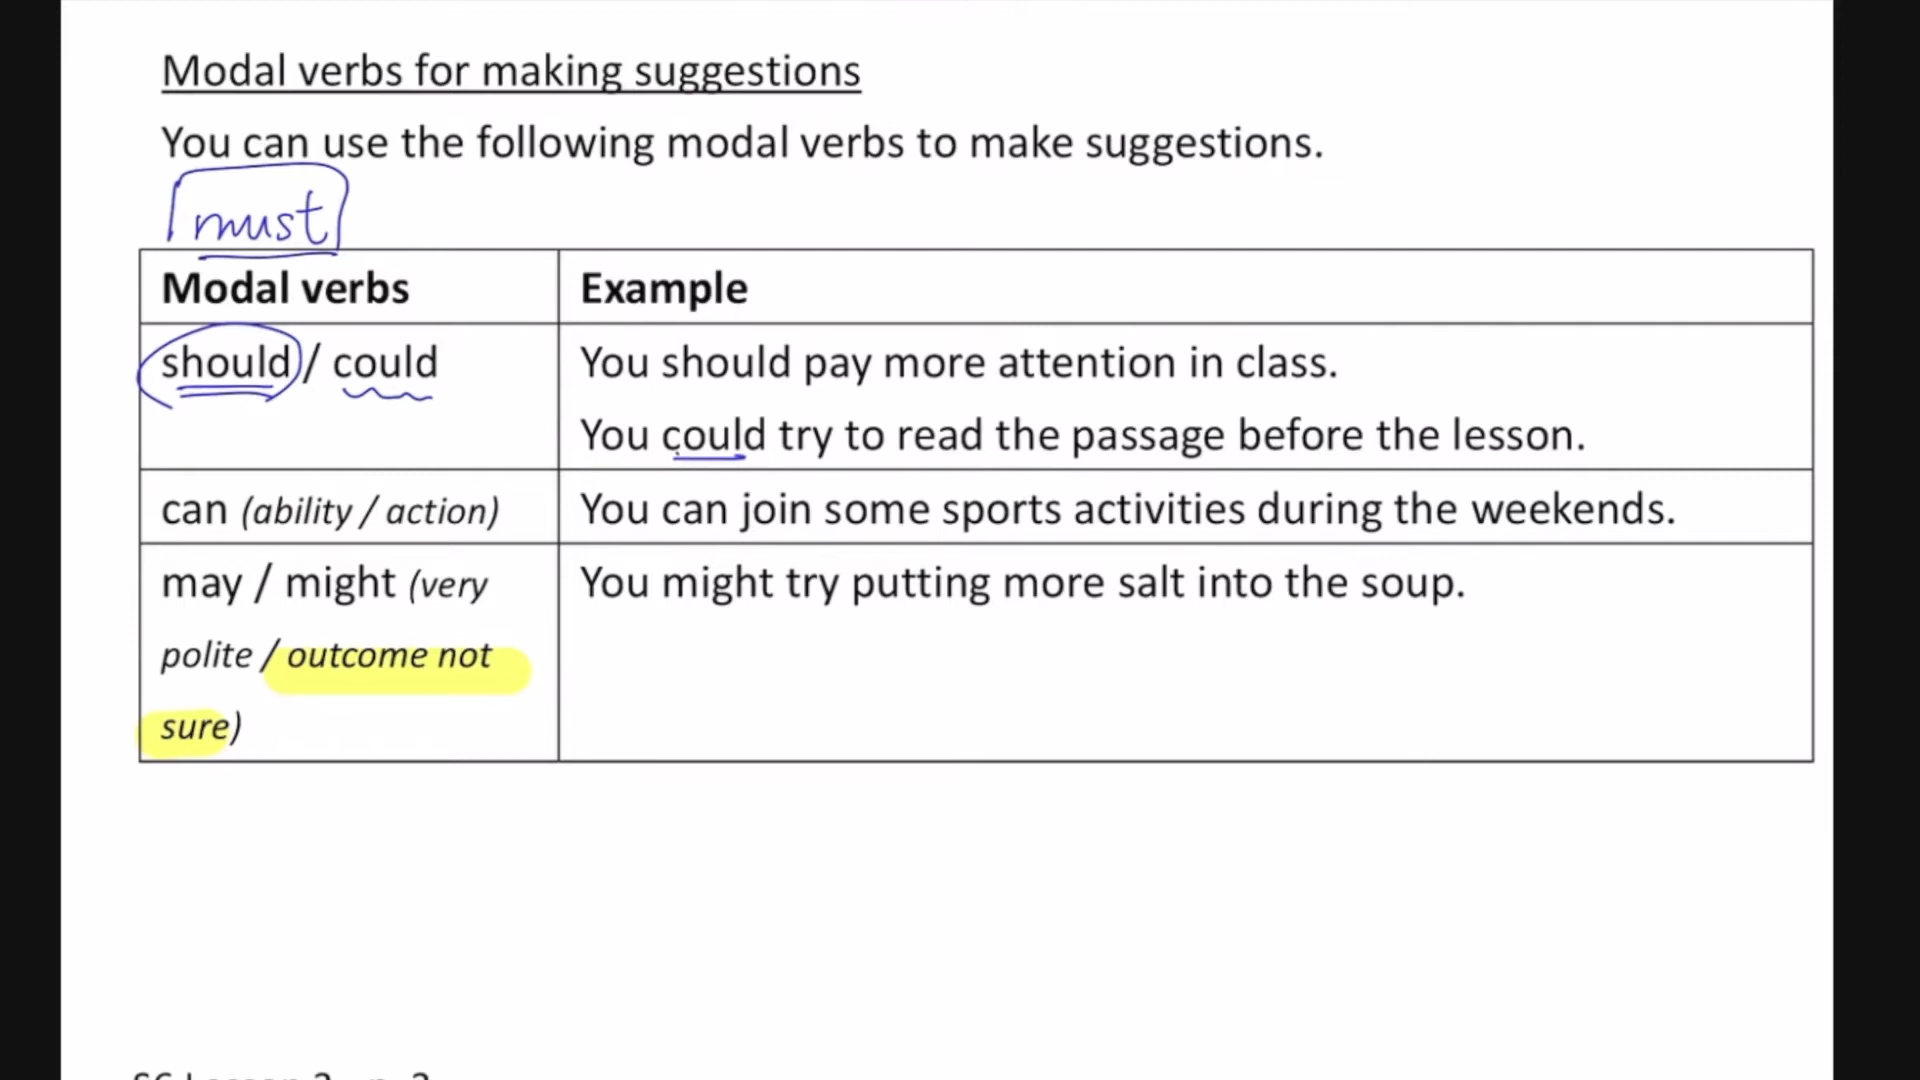 Modal verbs for making suggestions
You can use the following modal verbs to make suggestions.
must
Modal verbs Example
should / could You should pay more attention in class.
You could try to read the passage before the lesson.
can (ability / action) You can join some sports activities during the weekends.
may / might (very You might try putting more salt into the soup.
polite / outcome not
sure)